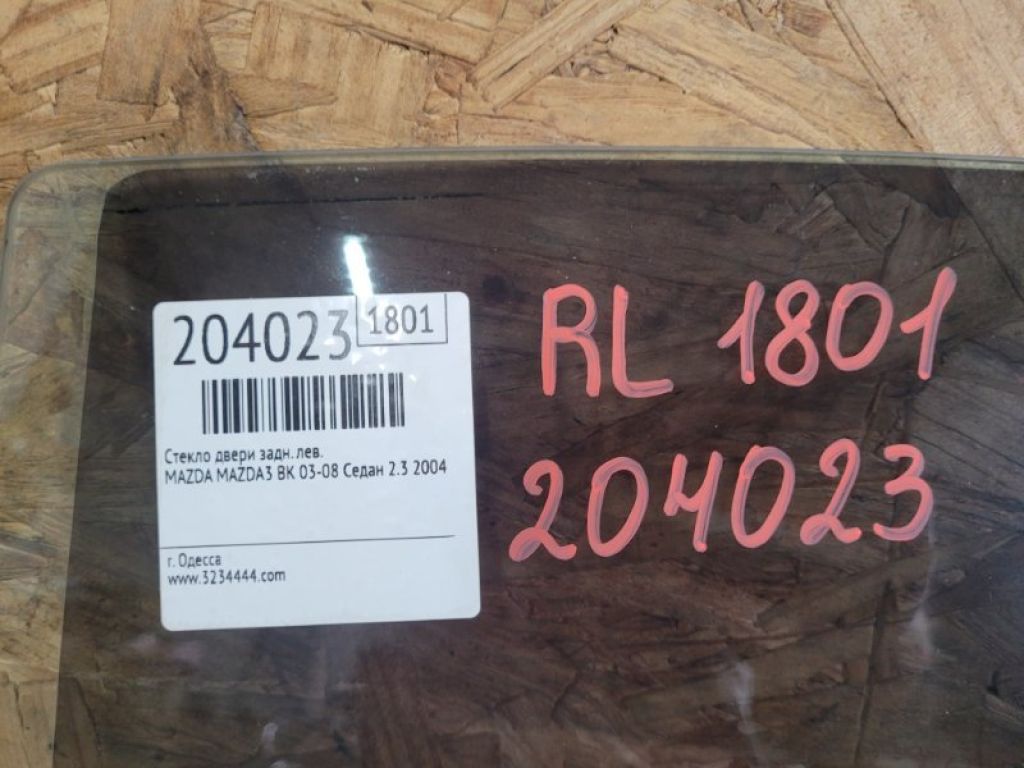 204023
1801
Стекло двери задн. лев.
MAZDA MAZDA3 BK 03-08 Седан 2.3 2004
г. Одесса
www.3234444.com
RL 1801
204023